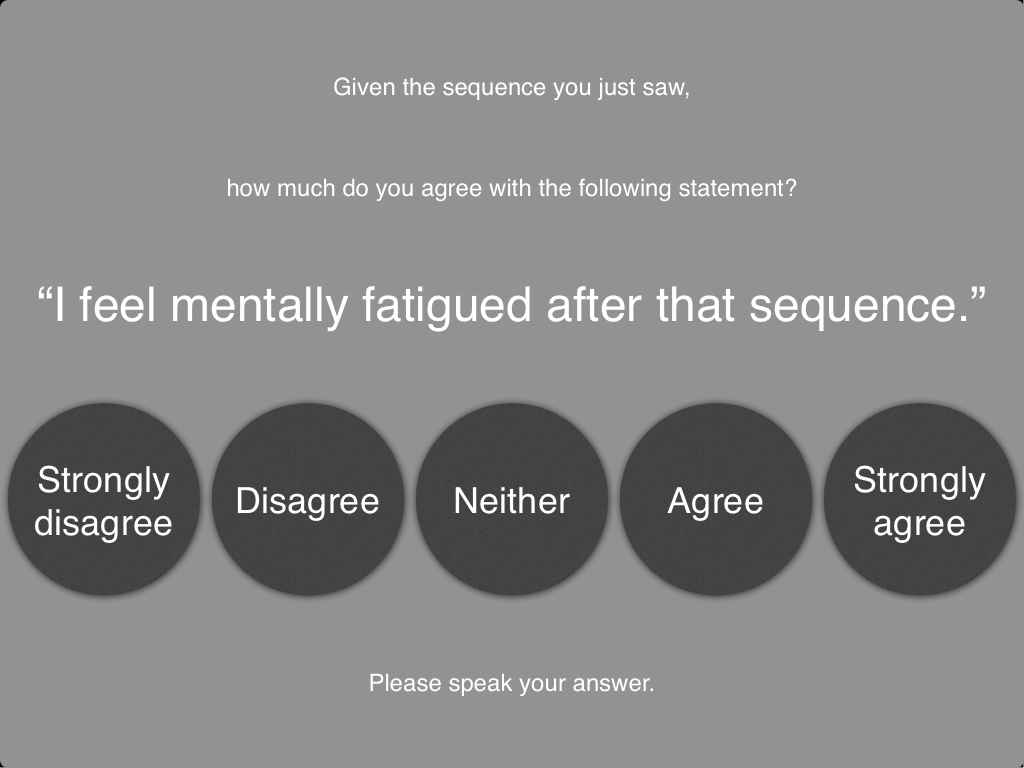 Given the sequence you just saw,
how much do you agree with the following statement?
“I feel mentally fatigued after that sequence.”
Strongly
disagree
Disagree
Neither
Agree
Strongly
agree
Please speak your answer.